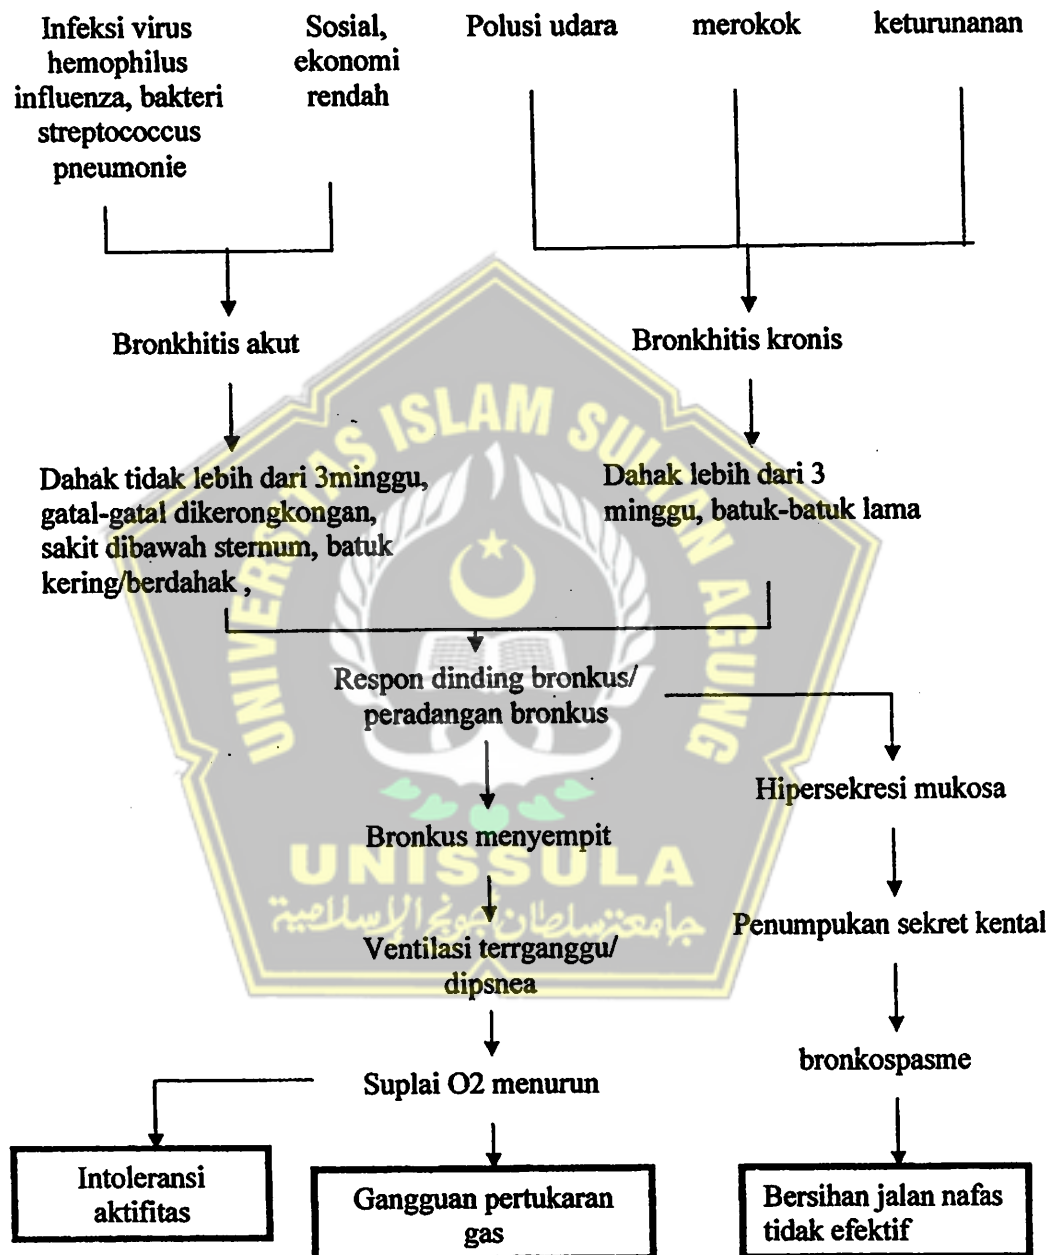 Infeksi virus
hemophilus
influenza, bakteri
streptococcus
pneumonie
Sosial,
ekonomi
rendah
Polusi udara
merokok
keturunanan
Bronkhitis akut
Bronkhitis kronis
Dahak tidak lebih dari 3minggu,
gatal-gatal dikerongkongan,
sakit dibawah sternum, batuk
kering/berdahak ,
Dahak lebih dari 3
minggu, batuk-batuk lama
UNIVERSITAS ISLAM SULTAN AGUNG
Respon dinding bronkus/
peradangan bronkus
Hipersekresi mukosa
Bronkus menyempit
UNISSULA
جامعة سلطان أجونج الإسلامية
Penumpukan sekret kental
Ventilasi terrganggu/
dipsnea
bronkospasme
Suplai O2 menurun
Intoleransi
aktifitas
Gangguan pertukaran
gas
Bersihan jalan nafas
tidak efektif